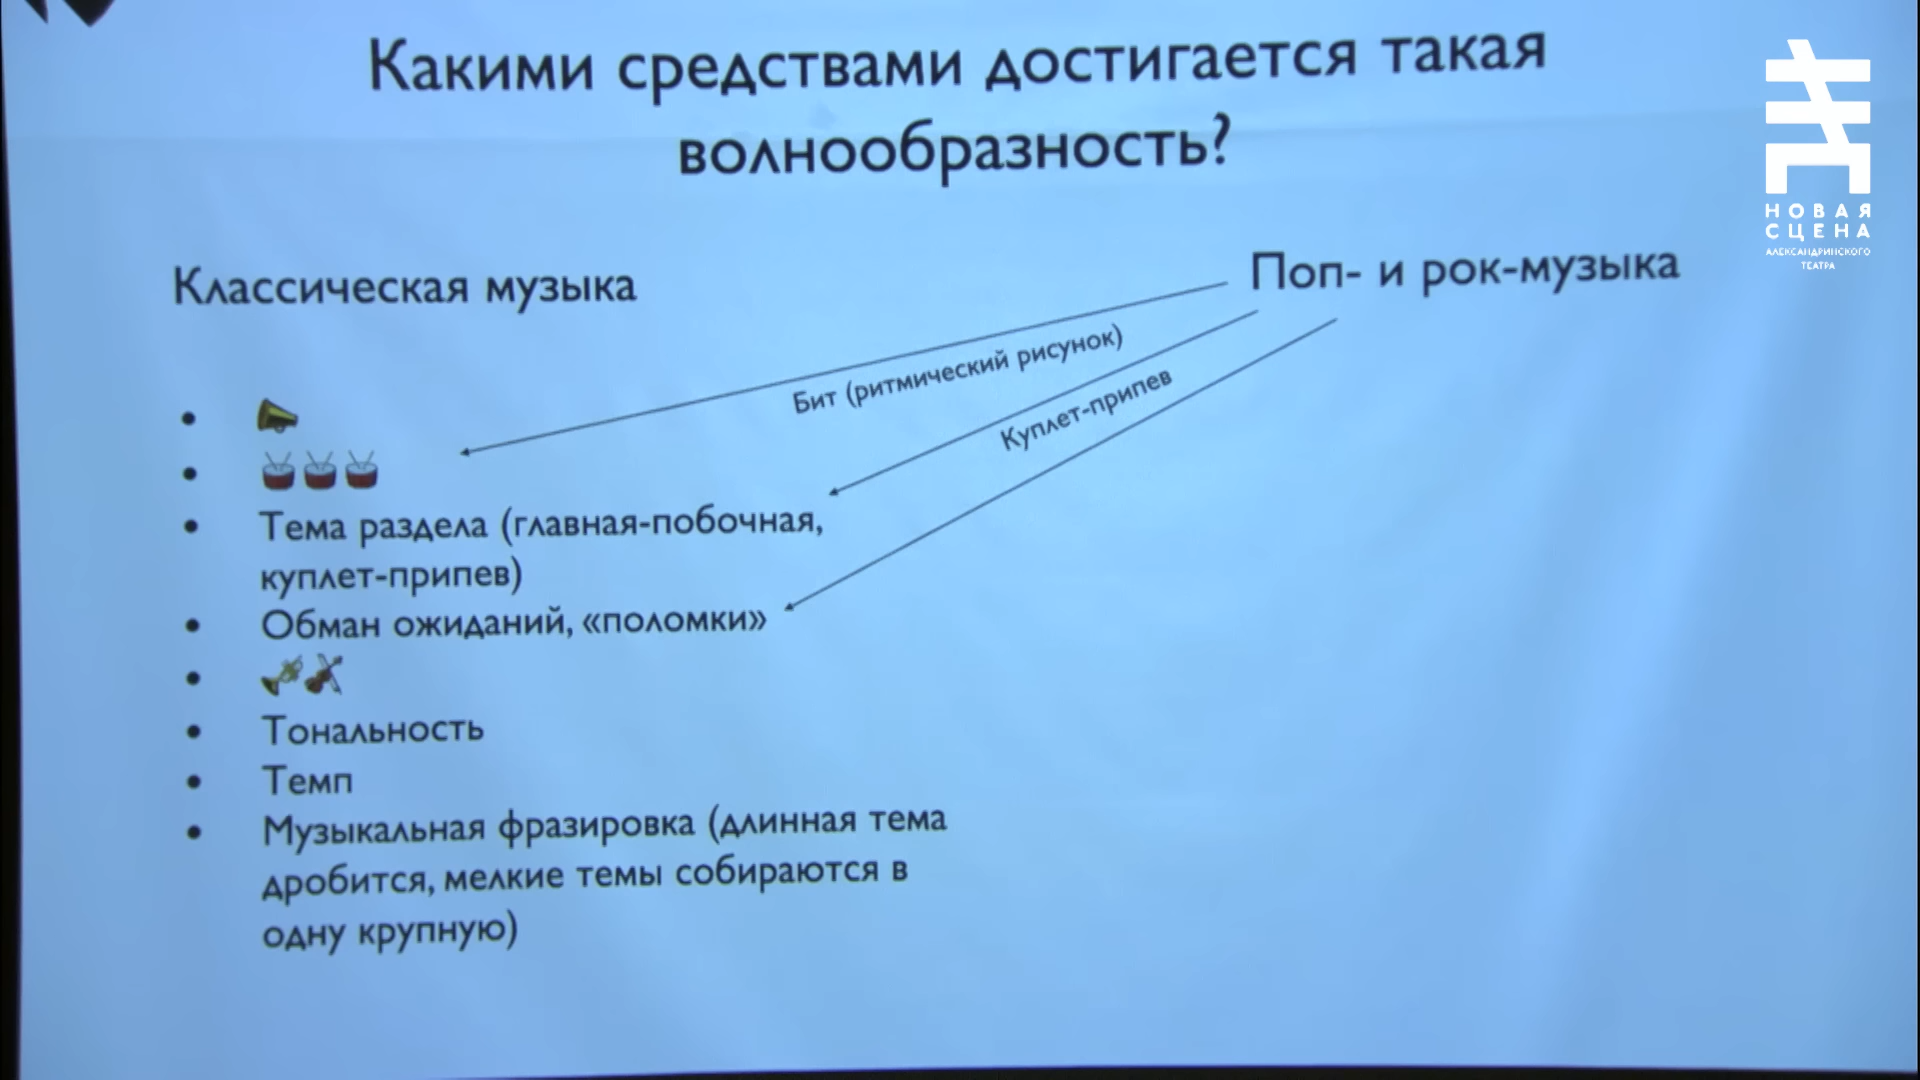 Какими средствами достигается такая
волнообразность?
НОВАЯ
СЦЕНА
АЛЕКСАНДРИНСКОГО
ТЕАТРА
Классическая музыка
Поп- и рок-музыка
Бит (ритмический рисунок)
Куплет-припев
Тема раздела (главная-побочная,
куплет-припев)
Обман ожиданий, «поломки»
Тональность
Темп
Музыкальная фразировка (длинная тема
дробится, мелкие темы собираются в
одну крупную)